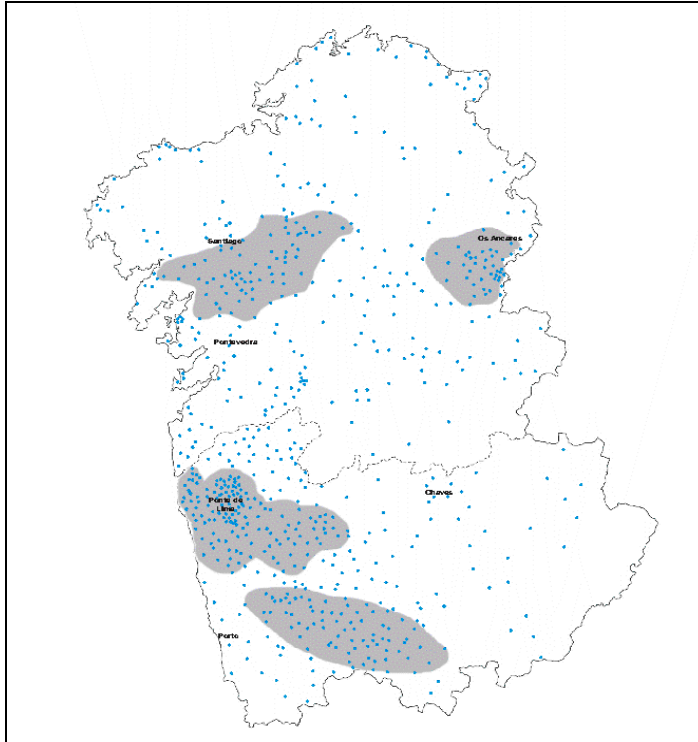 Santiago
Os Ancares
Pontevedra
Chaves
Ponte de
Lima
Porto